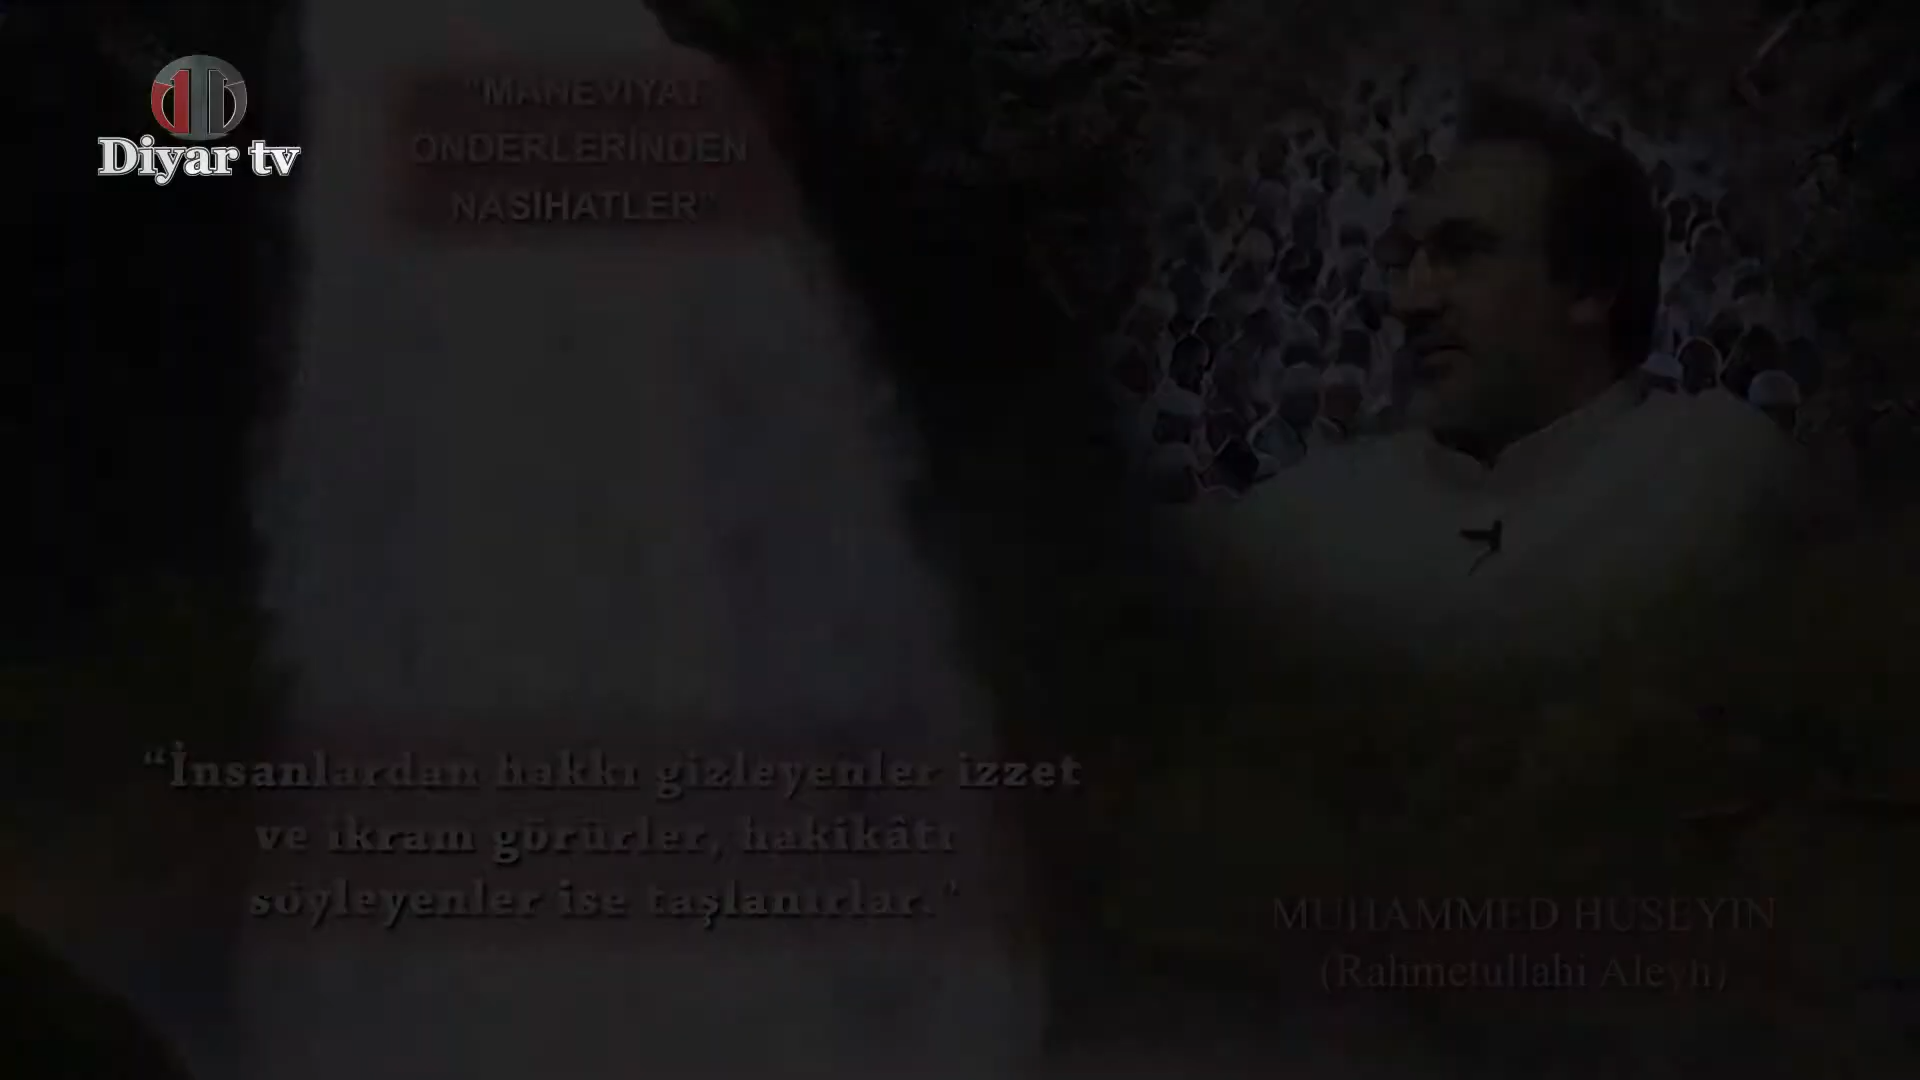 Diyar tv
"MANEVİYAT
ÖNDERLERİNDEN
NASİHATLER"
“İnsanlardan hakkı gizleyenler izzet
ve ikram görürler, hakikâtı
söyleyenler ise taşlanırlar.”
MUHAMMED HÜSEYİN
(Rahmetullahi Aleyh)